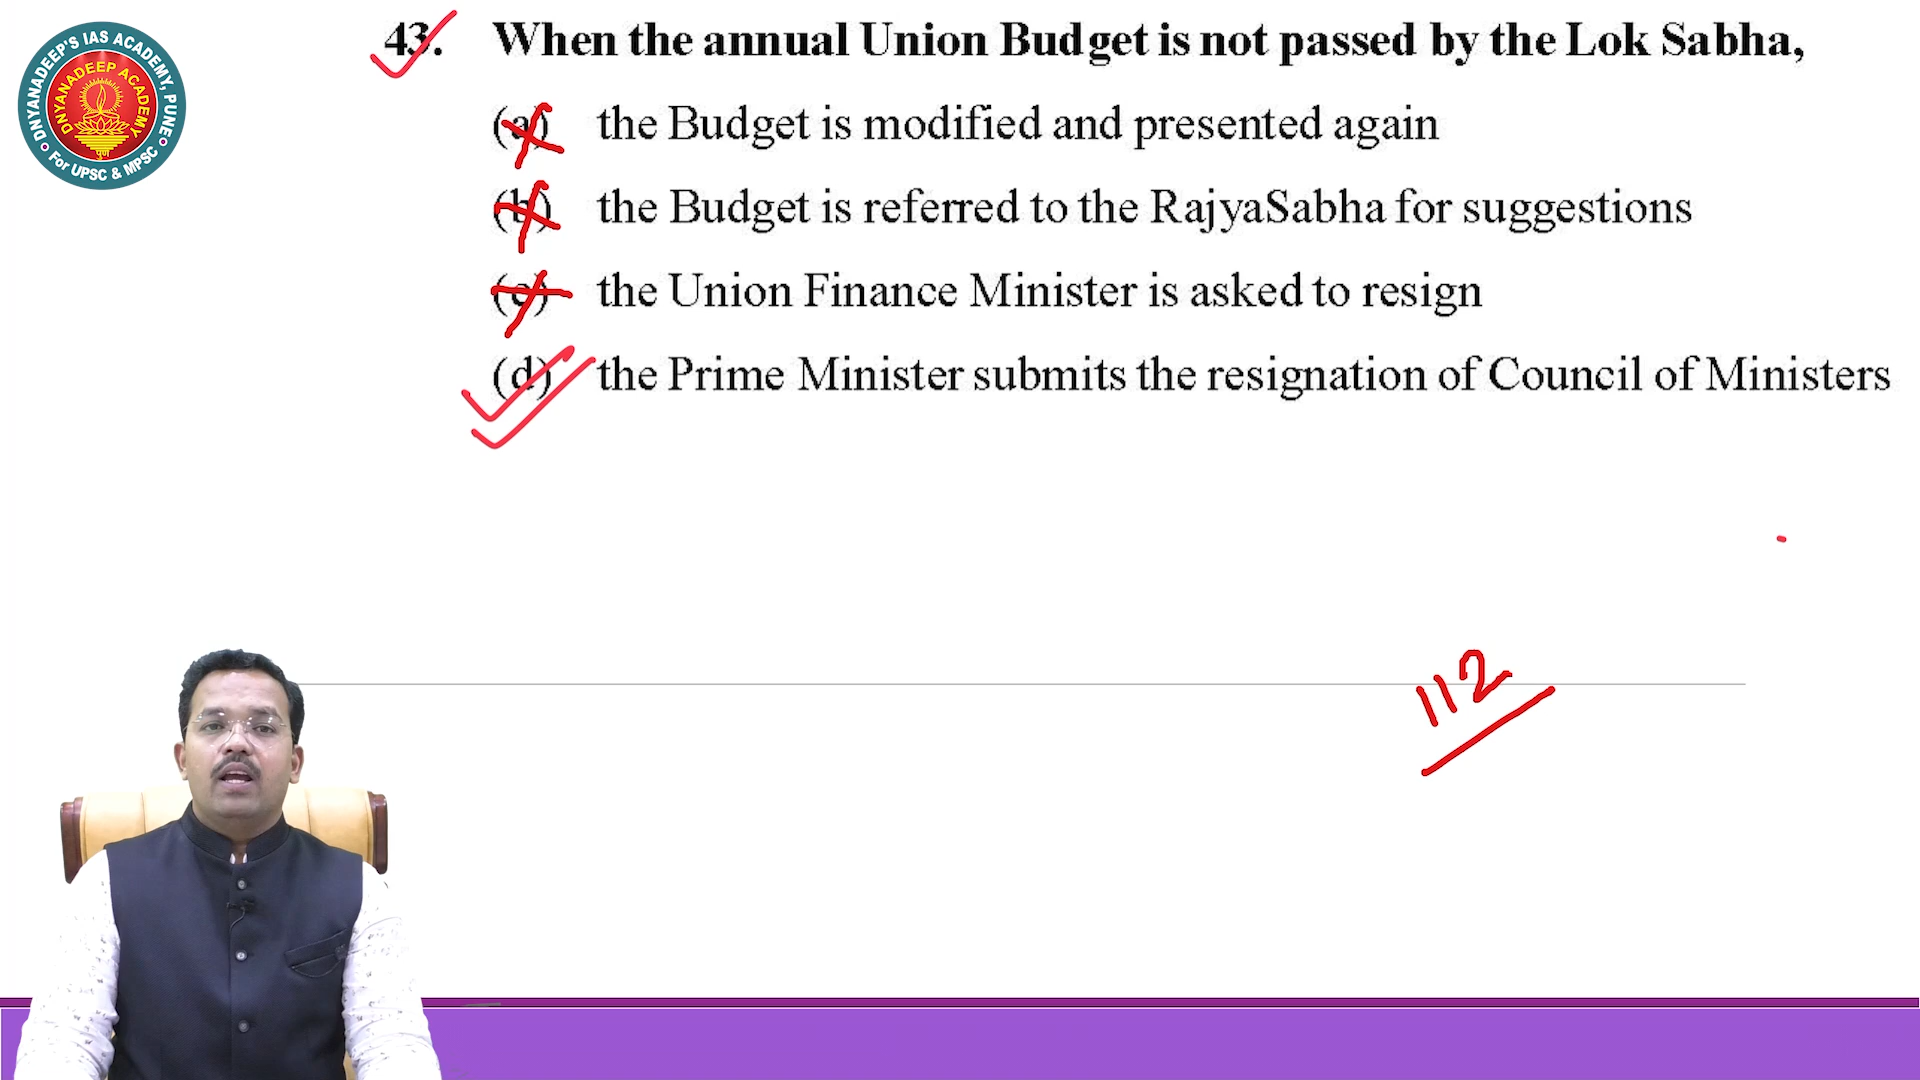 DNYANADEEP'S IAS ACADEMY, PUNE
DNYANADEEP ACADEMY
For UPSC & MPSC
43. When the annual Union Budget is not passed by the Lok Sabha,
(a) the Budget is modified and presented again
(b) the Budget is referred to the RajyaSabha for suggestions
(c) the Union Finance Minister is asked to resign
(d) the Prime Minister submits the resignation of Council of Ministers
112